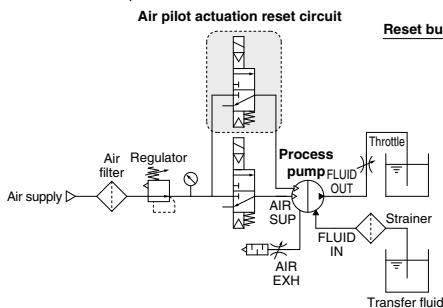 Air pilot actuation reset circuit
Reset bu
Air
filter
Regulator
Air supply
Process
pump
FLUID
OUT
Throttle
AIR
SUP
FLUID
IN
Strainer
AIR
EXH
Transfer fluid